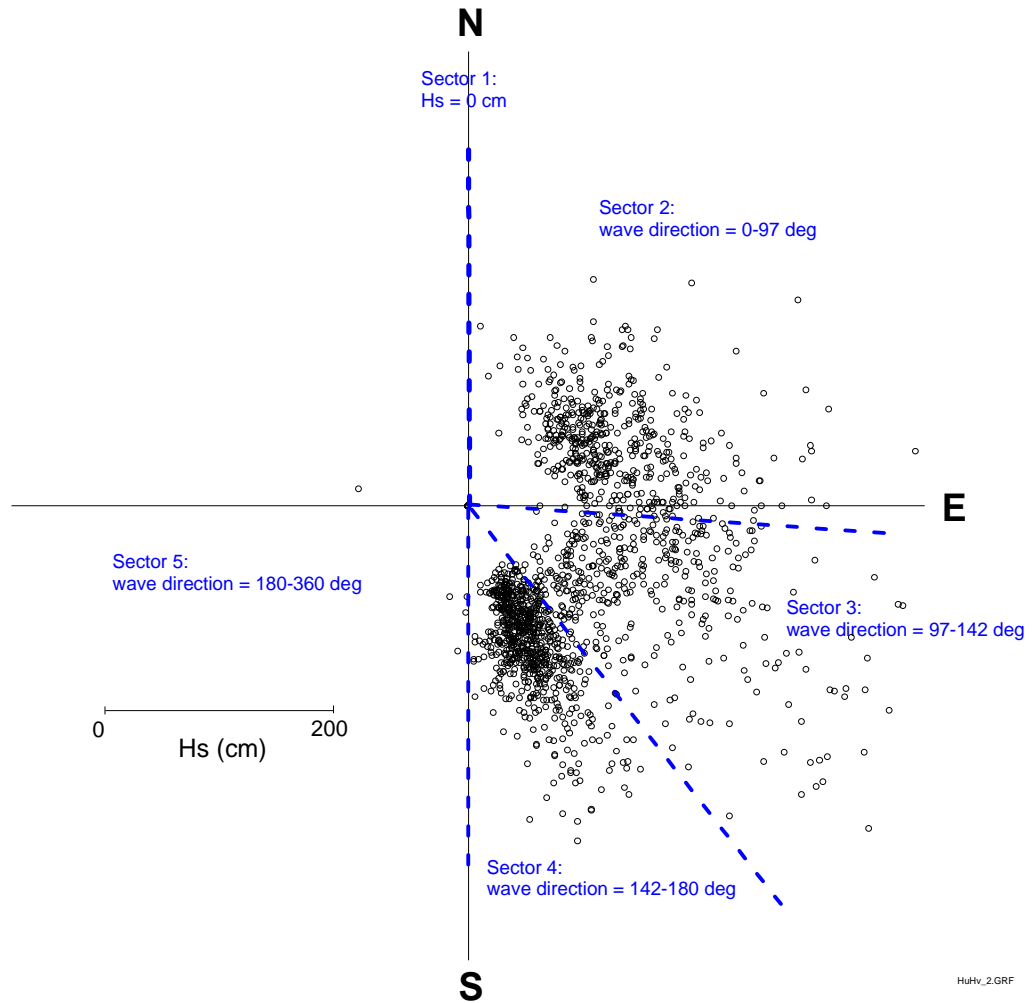 N
Sector 1:
Hs = 0 cm
Sector 2:
wave direction = 0-97 deg
E
Sector 5:
wave direction = 180-360 deg
Sector 3:
wave direction = 97-142 deg
0 200
Hs (cm)
Sector 4:
wave direction = 142-180 deg
S
HuHv_2.GRF